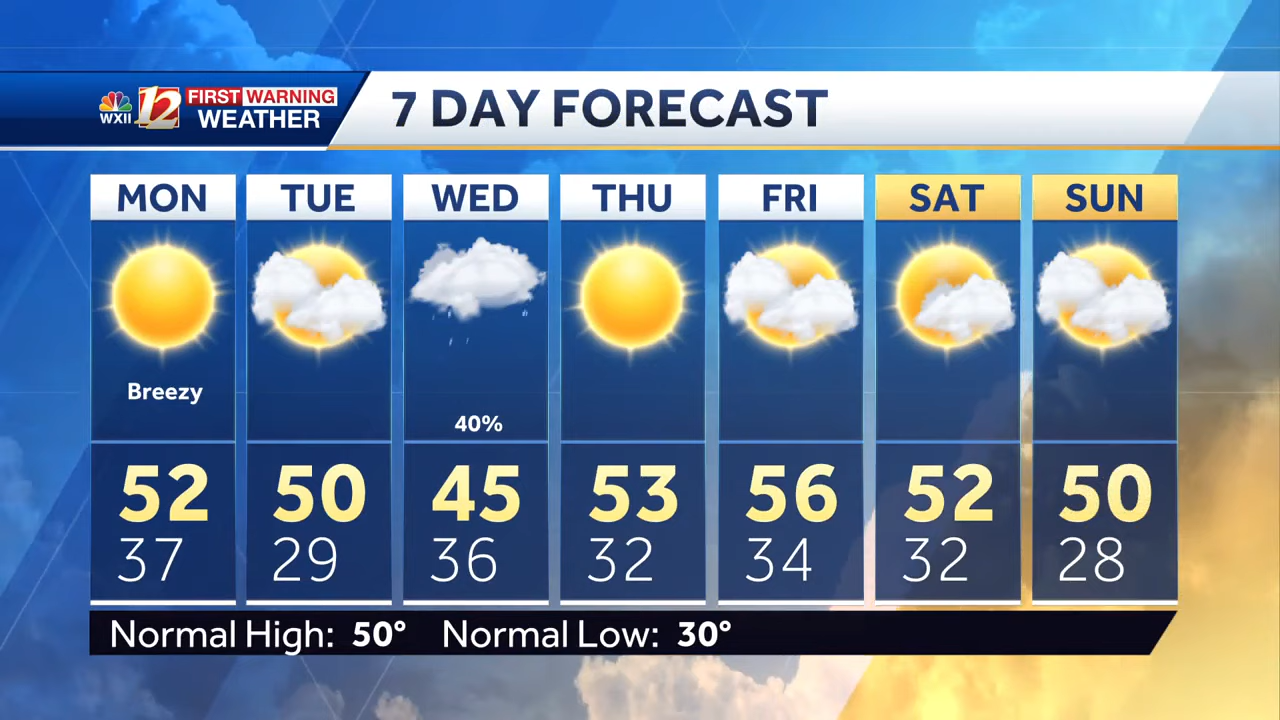 WXII 12 FIRST WARNING
WEATHER
7 DAY FORECAST
MON TUE WED THU FRI SAT SUN
Breezy
40%
52 50 45 53 56 52 50
37 29 36 32 34 32 28
Normal High: 50° Normal Low: 30°